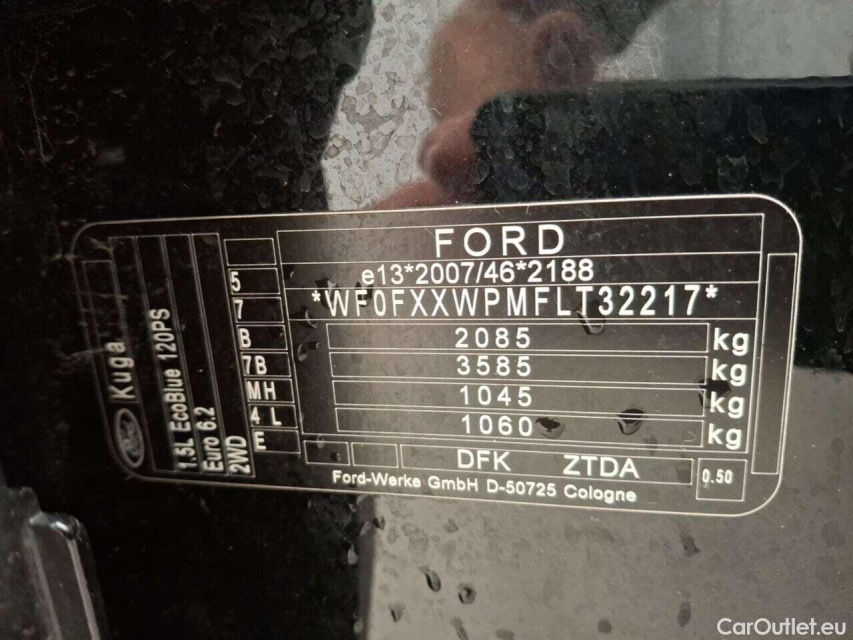 FORD
e13*2007/46*2188
*WF0FXXWPMFLT32217*
2085 kg
3585 kg
1045 kg
1060 kg
DFK ZTDA
0.50
Ford-Werke GmbH D-50725 Cologne
5
7
B
7B
MH
4 L
E
Kuga
1.5L EcoBlue 120PS
Euro 6.2
2WD
CarOutlet.eu